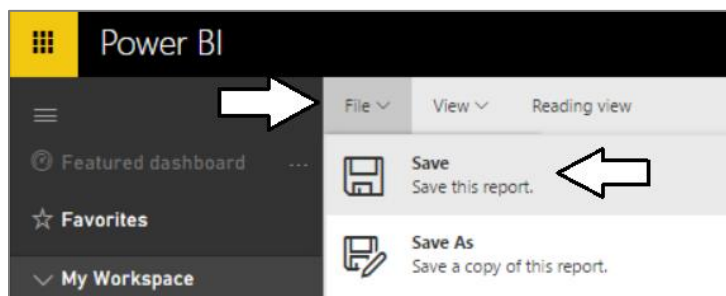 Power BI
File View Reading view
Featured dashboard ...
Save
Save this report.
Favorites
Save As
Save a copy of this report.
My Workspace